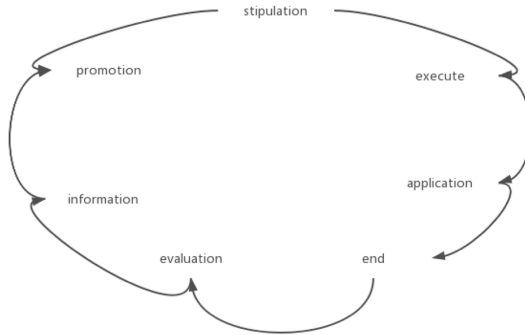 stipulation
promotion
execute
application
information
evaluation
end